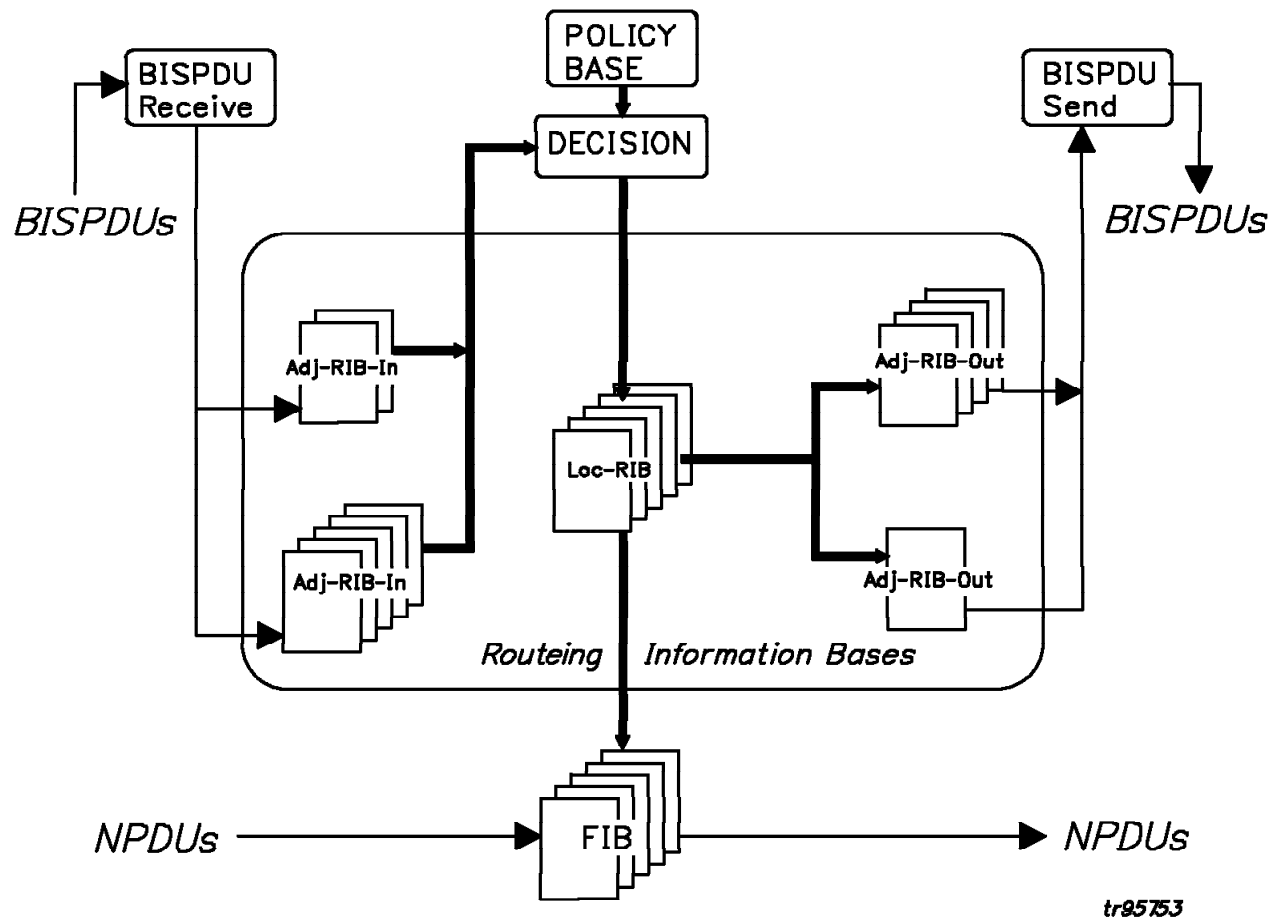 POLICY
BASE
BISPDU
Receive
BISPDU
Send
DECISION
BISPDUs
BISPDUs
Adj-RIB-In
Adj-RIB-Out
Loc-RIB
Adj-RIB-In
Adj-RIB-Out
Routeing Information Bases
NPDUs
FIB
NPDUs
tr95753